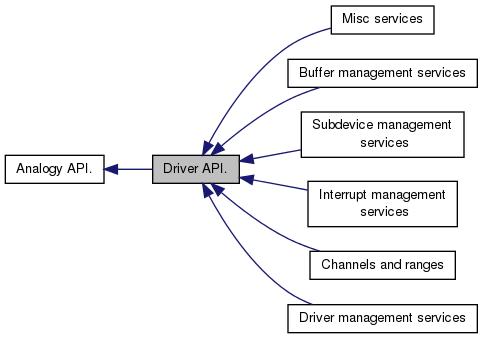 Misc services
Buffer management services
Subdevice management
services
Analogy API.
Driver API.
Interrupt management
services
Channels and ranges
Driver management services